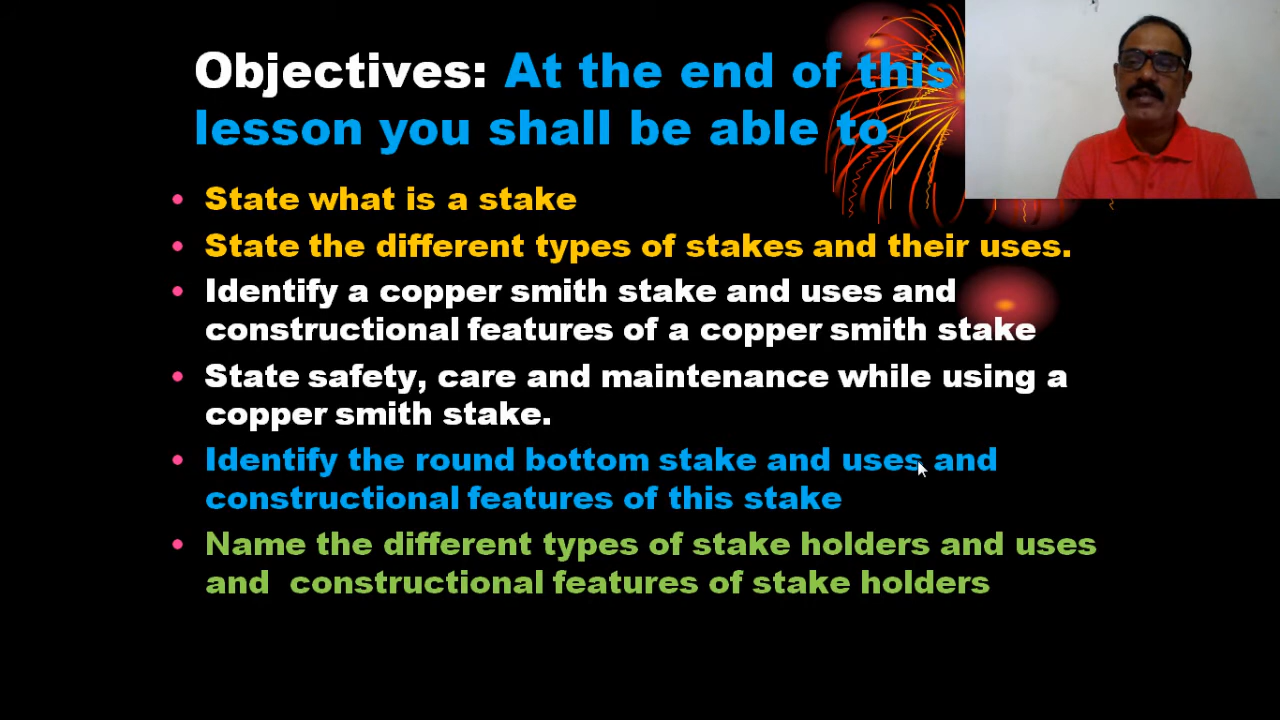 Objectives: At the end of this
lesson you shall be able to
• State what is a stake
• State the different types of stakes and their uses.
• Identify a copper smith stake and uses and
constructional features of a copper smith stake
• State safety, care and maintenance while using a
copper smith stake.
• Identify the round bottom stake and uses and
constructional features of this stake
• Name the different types of stake holders and uses
and constructional features of stake holders